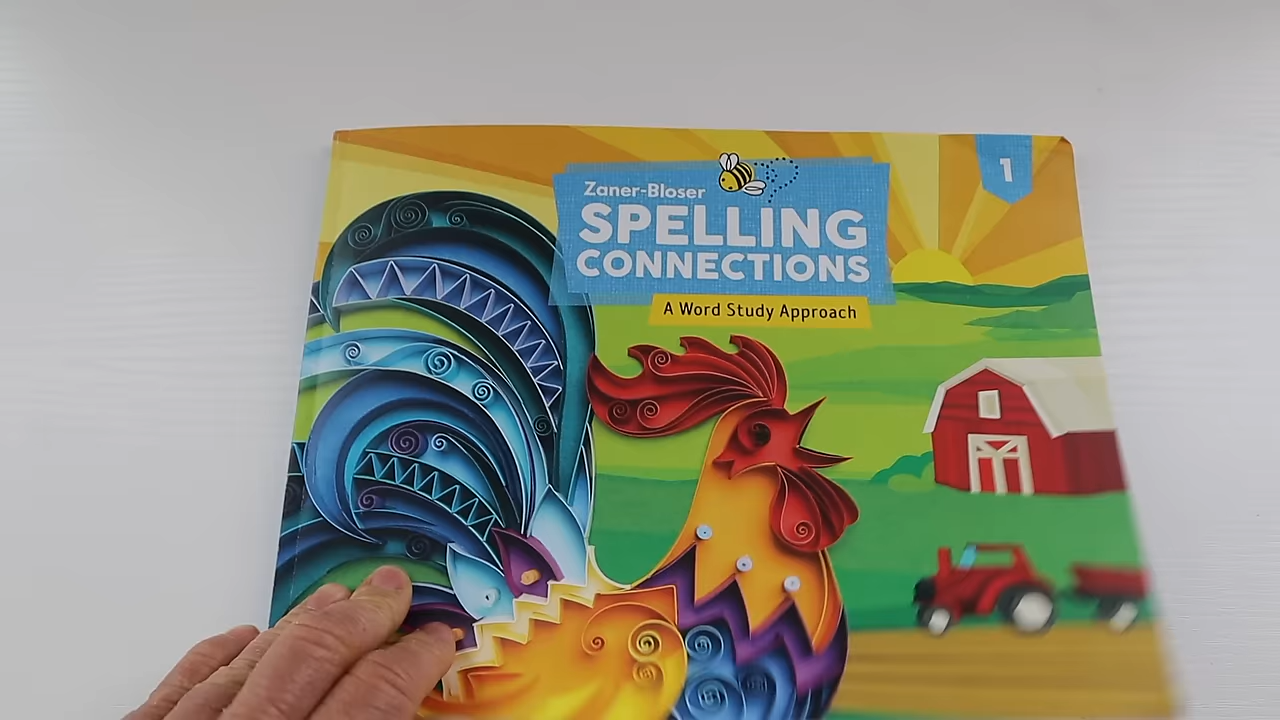 1
Zaner-Bloser
SPELLING
CONNECTIONS
A Word Study Approach